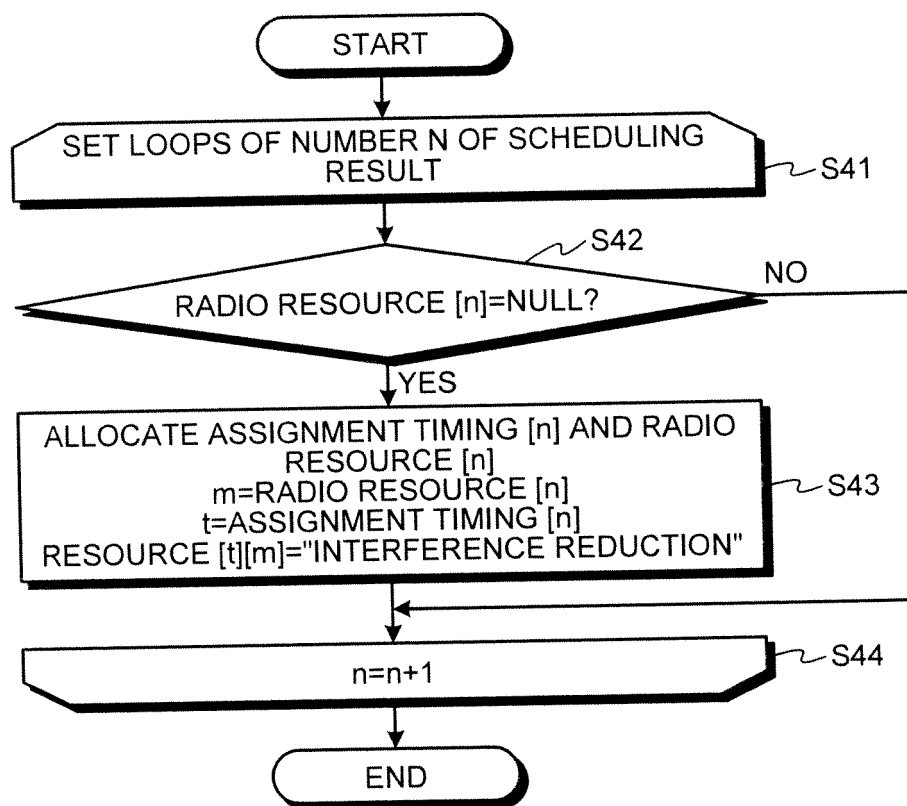 START
SET LOOPS OF NUMBER N OF SCHEDULING
RESULT
S41
S42
RADIO RESOURCE [n]=NULL?
NO
YES
ALLOCATE ASSIGNMENT TIMING [n] AND RADIO
RESOURCE [n]
m=RADIO RESOURCE [n]
t=ASSIGNMENT TIMING [n]
RESOURCE [t][m]="INTERFERENCE REDUCTION"
S43
n=n+1
S44
END